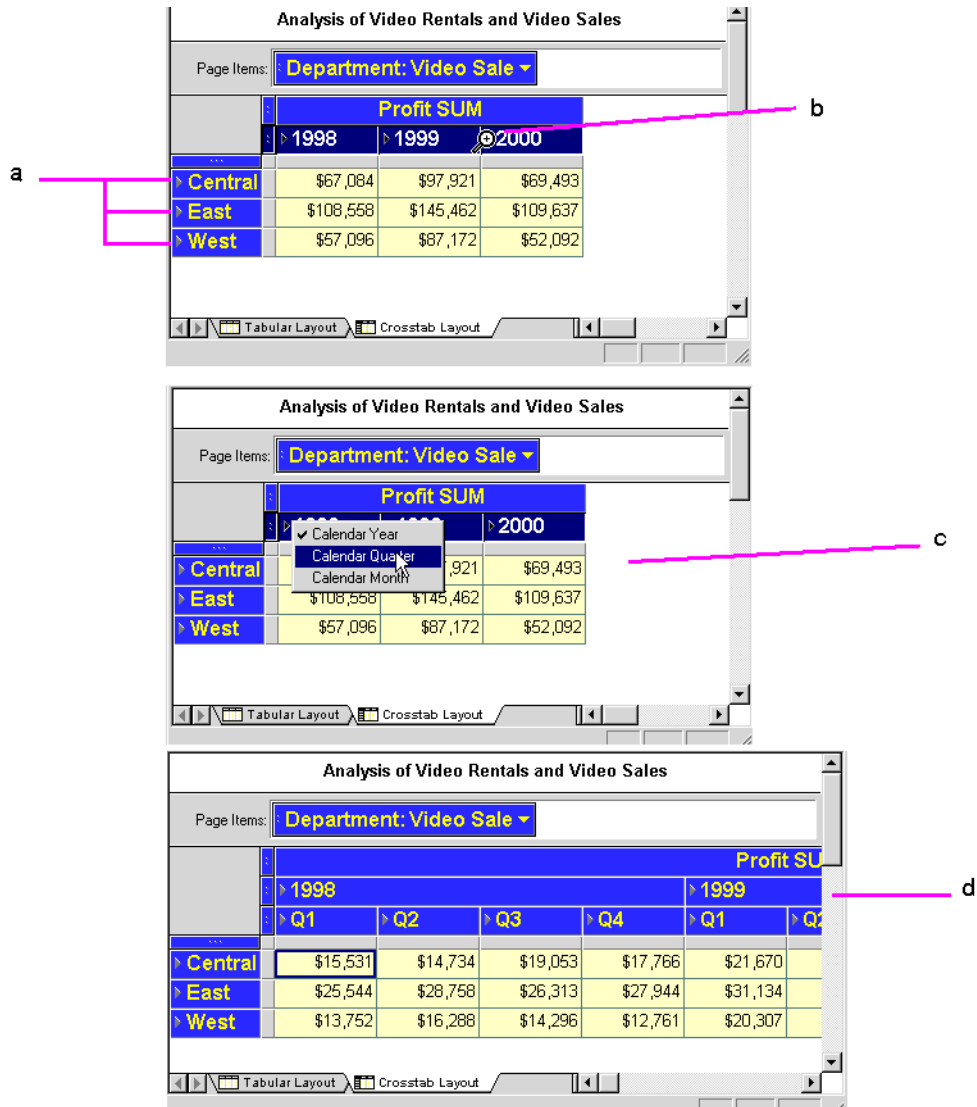 Analysis of Video Rentals and Video Sales
Page Items: Department: Video Sale
Profit SUM
b
1998 1999 2000
a
Central $67,084 $97,921 $69,493
East $108,558 $145,462 $109,637
West $57,096 $87,172 $52,092
Tabular Layout Crosstab Layout
Analysis of Video Rentals and Video Sales
Page Items: Department: Video Sale
Profit SUM
2000
Calendar Year
c
Calendar Quarter
Central ,921 $69,493
Calendar Month
East $108,558 $145,462 $109,637
West $57,096 $87,172 $52,092
Tabular Layout Crosstab Layout
Analysis of Video Rentals and Video Sales
Page Items: Department: Video Sale
Profit SU
1998 1999
d
Q1 Q2 Q3 Q4 Q1 Q2
Central $15,531 $14,734 $19,053 $17,766 $21,670
East $25,544 $28,758 $26,313 $27,944 $31,134
West $13,752 $16,288 $14,296 $12,761 $20,307
Tabular Layout Crosstab Layout